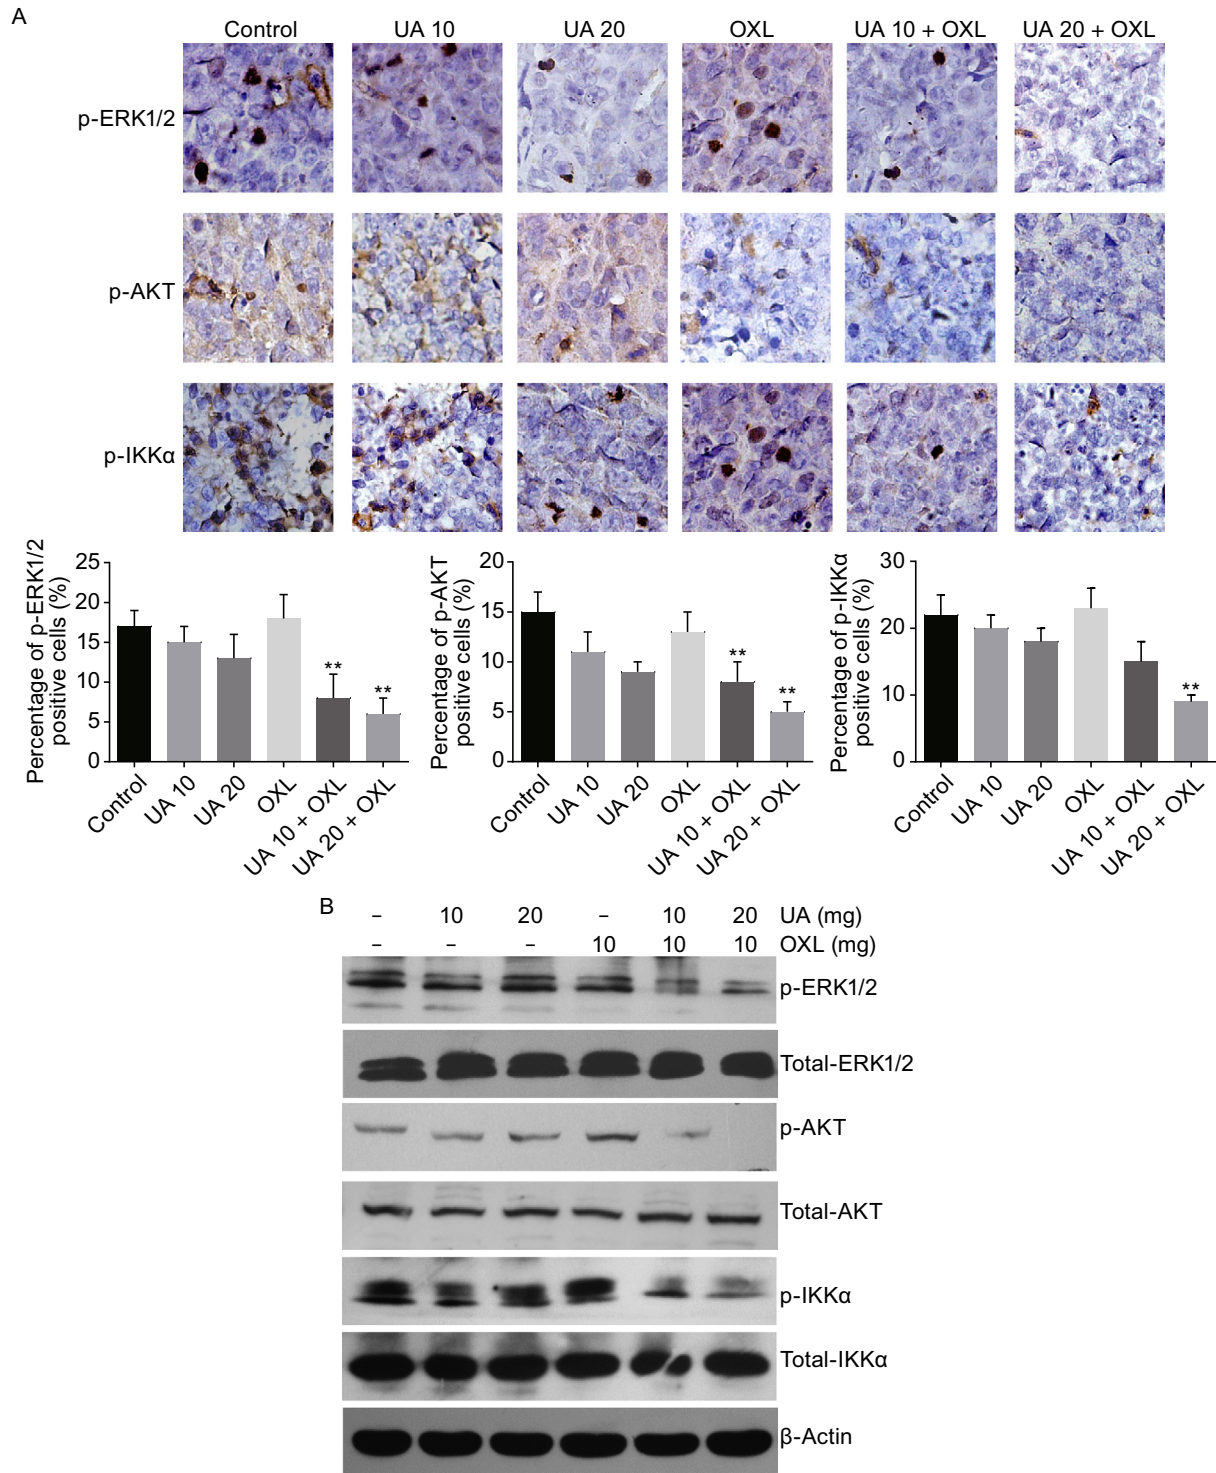 A
Control UA 10 UA 20 OXL UA 10 + OXL UA 20 + OXL
p-ERK1/2
p-AKT
p-IKKα
Percentage of p-ERK1/2
positive cells (%)
25
20
15
10
5
0
Control UA 10 UA 20 OXL UA 10 + OXL UA 20 + OXL
** **
Percentage of p-AKT
positive cells (%)
20
15
10
5
0
Control UA 10 UA 20 OXL UA 10 + OXL UA 20 + OXL
** **
Percentage of p-IKKα
positive cells (%)
30
20
10
0
Control UA 10 UA 20 OXL UA 10 + OXL UA 20 + OXL
**
B
– 10 20 – 10 20 UA (mg)
– – – 10 10 10 OXL (mg)
p-ERK1/2
Total-ERK1/2
p-AKT
Total-AKT
p-IKKα
Total-IKKα
β-Actin